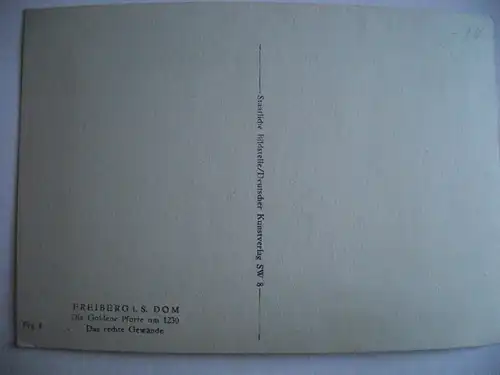 FREIBERG i. S. DOM
Die Goldene Pforte um 1230
Das rechte Gewände
Staatliche Bildstelle/Deutscher Kunstverlag SW 8